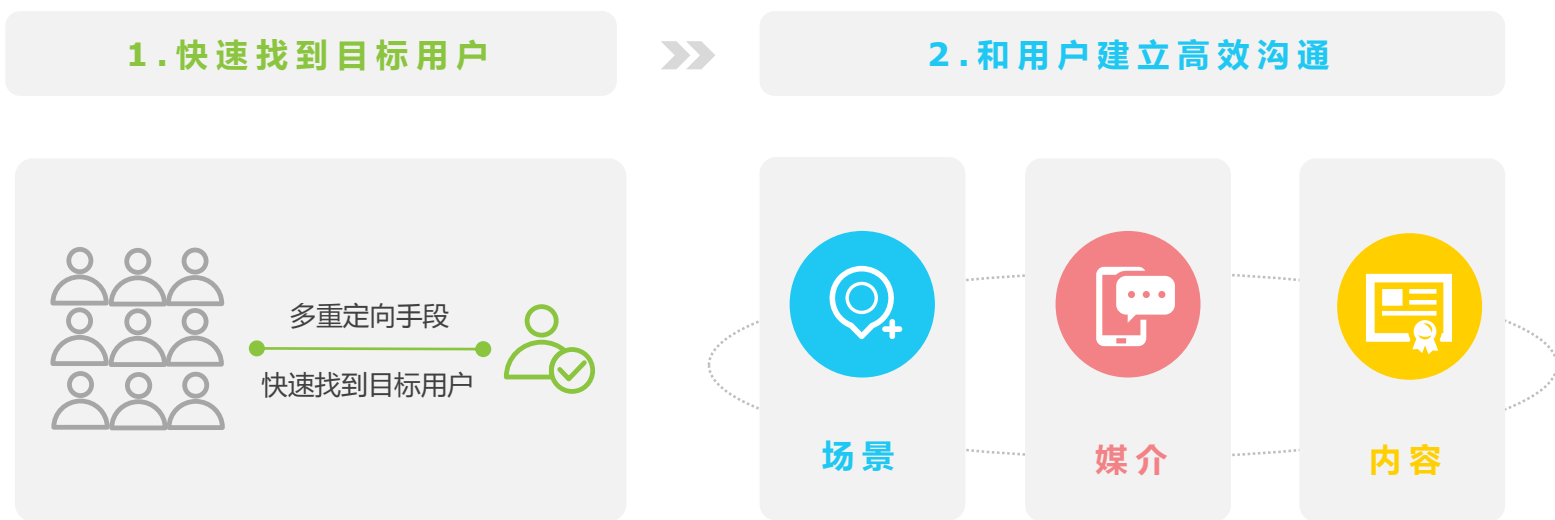 1.快速找到目标用户
2.和用户建立高效沟通
多重定向手段
快速找到目标用户
场景
媒介
内容